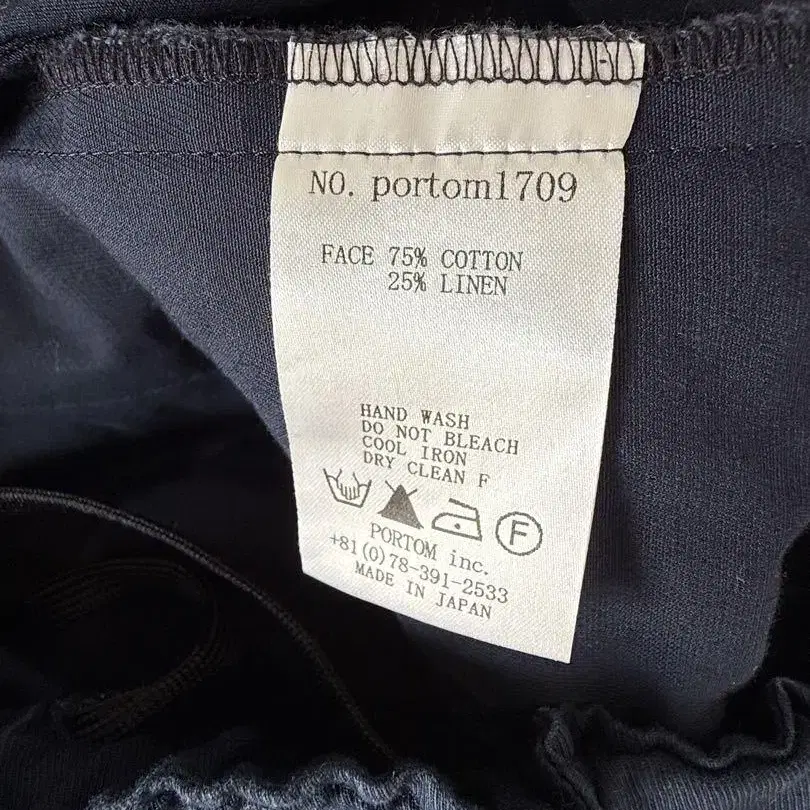 NO. portom1709
FACE 75% COTTON
25% LINEN
HAND WASH
DO NOT BLEACH
COOL IRON
DRY CLEAN F
F
PORTOM inc.
+81(0)78-391-2533
MADE IN JAPAN